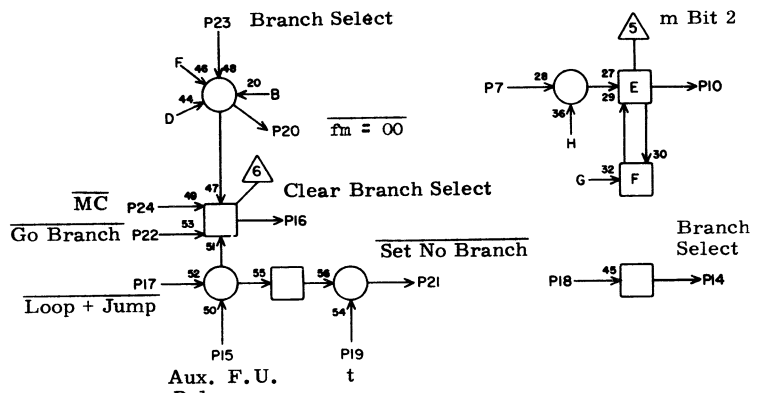 P23 Branch Select
F 46 48
20 B
44 D
P20 fm = 00
5 m Bit 2
P7 28 27 E P10
29
36
H
30
G 32 F
6
47 Clear Branch Select
MC P24 49
P16
Go Branch P22 53
51
Set No Branch
P17 52 55 56 P21
Loop + Jump
50 54
P15 P19
Aux. F.U. t
Branch
Select
P18 45 P14